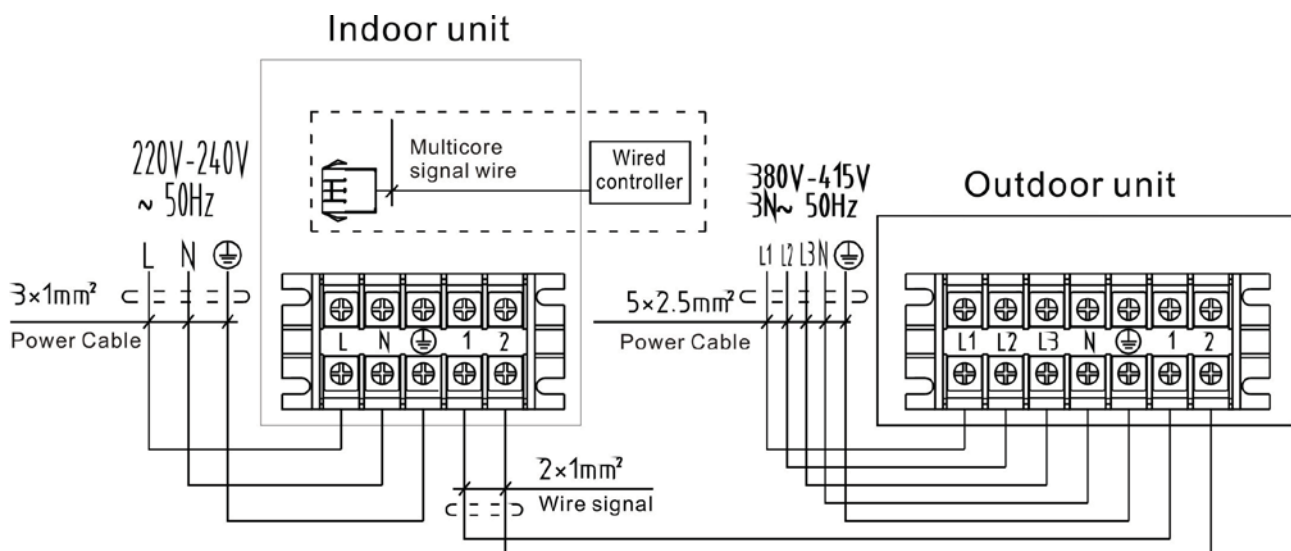 Indoor unit
Multicore
signal wire
Wired
controller
220V-240V
~ 50Hz
L N
3×1mm²
Power Cable
L N 1 2
2×1mm²
Wire signal
380V-415V
3N~ 50Hz
L1 L2 L3 N
5×2.5mm²
Power Cable
Outdoor unit
L1 L2 L3 N 1 2